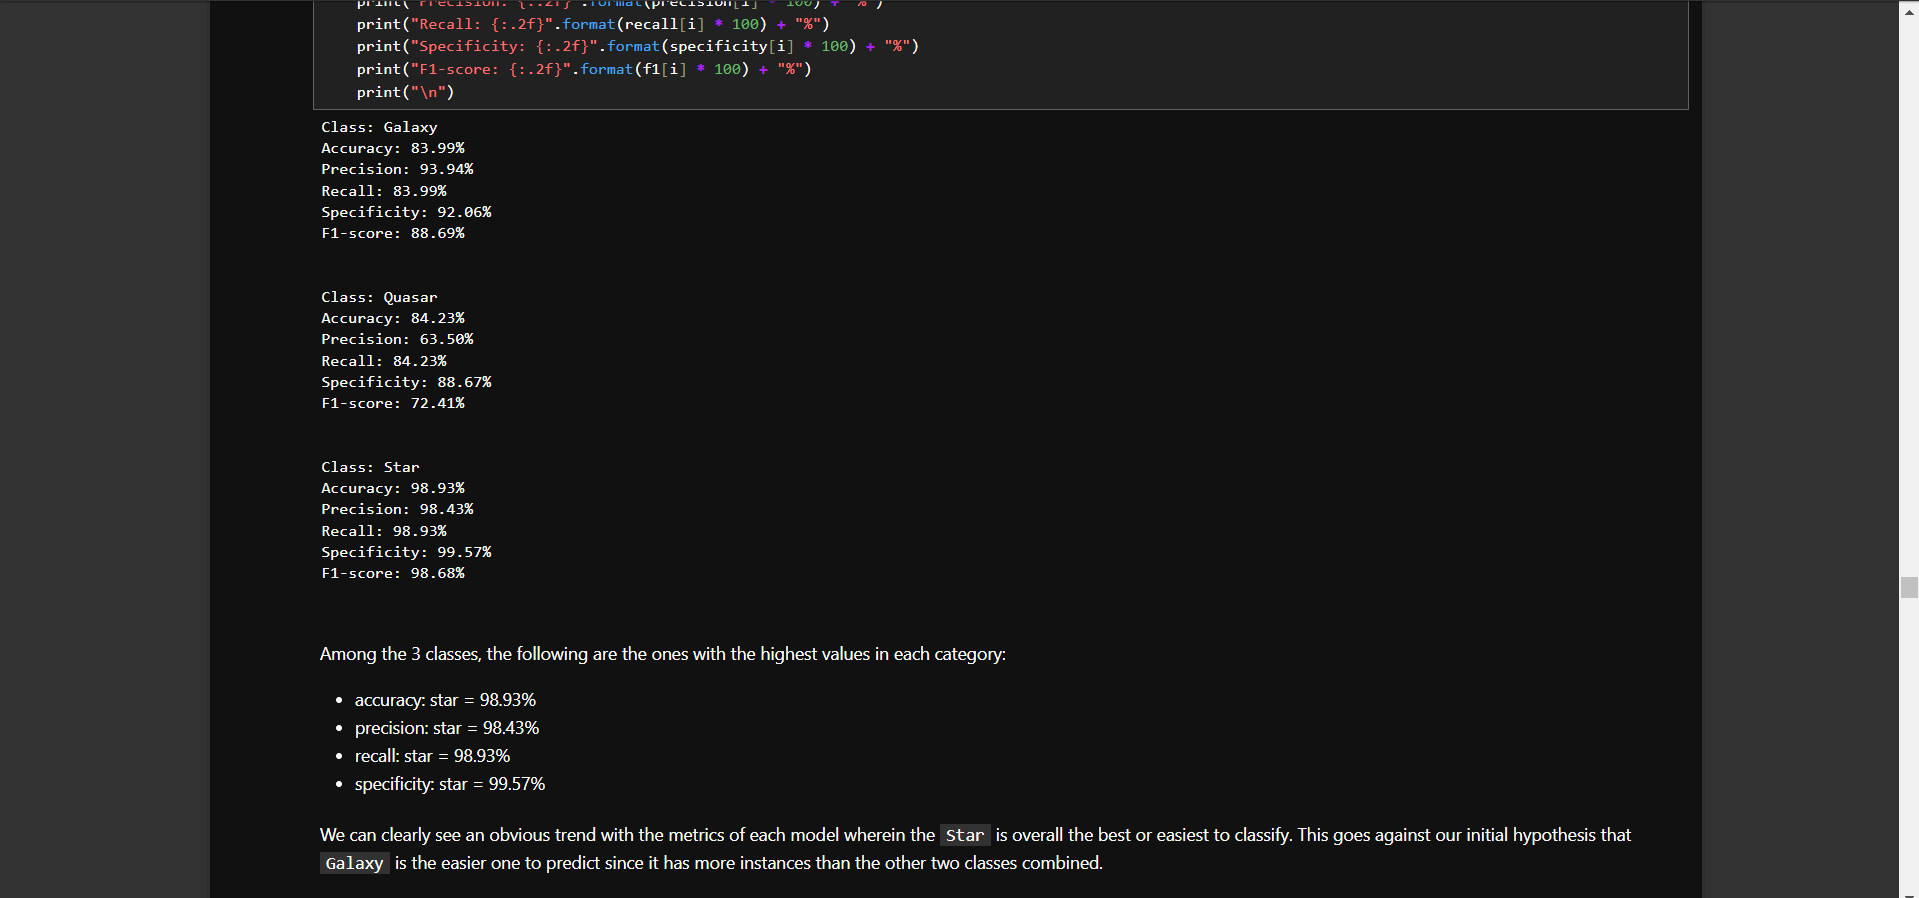 print("Precision: {:.2f}".format(precision[i] * 100) + "%")
print("Recall: {:.2f}".format(recall[i] * 100) + "%")
print("Specificity: {:.2f}".format(specificity[i] * 100) + "%")
print("F1-score: {:.2f}".format(f1[i] * 100) + "%")
print("\n")
Class: Galaxy
Accuracy: 83.99%
Precision: 93.94%
Recall: 83.99%
Specificity: 92.06%
F1-score: 88.69%
Class: Quasar
Accuracy: 84.23%
Precision: 63.50%
Recall: 84.23%
Specificity: 88.67%
F1-score: 72.41%
Class: Star
Accuracy: 98.93%
Precision: 98.43%
Recall: 98.93%
Specificity: 99.57%
F1-score: 98.68%
Among the 3 classes, the following are the ones with the highest values in each category:
• accuracy: star = 98.93%
• precision: star = 98.43%
• recall: star = 98.93%
• specificity: star = 99.57%
We can clearly see an obvious trend with the metrics of each model wherein the Star is overall the best or easiest to classify. This goes against our initial hypothesis that
Galaxy is the easier one to predict since it has more instances than the other two classes combined.